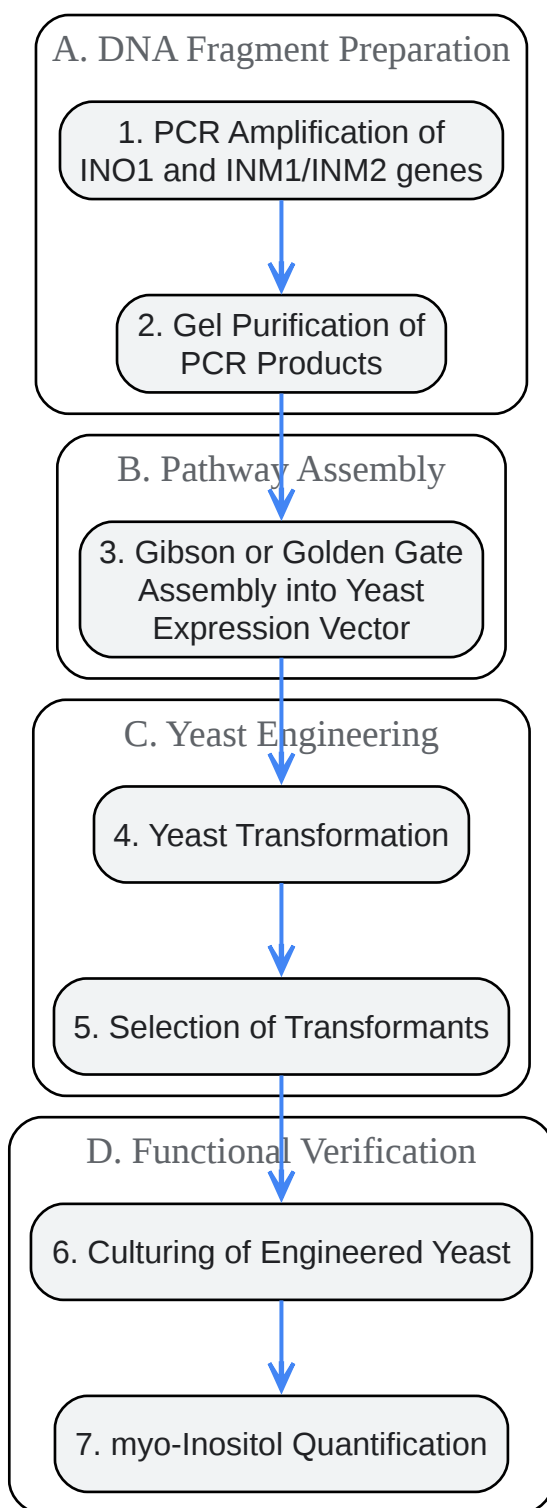 A. DNA Fragment Preparation
1. PCR Amplification of
INO1 and INM1/INM2 genes
2. Gel Purification of
PCR Products
B. Pathway Assembly
3. Gibson or Golden Gate
Assembly into Yeast
Expression Vector
C. Yeast Engineering
4. Yeast Transformation
5. Selection of Transformants
D. Functional Verification
6. Culturing of Engineered Yeast
7. myo-Inositol Quantification